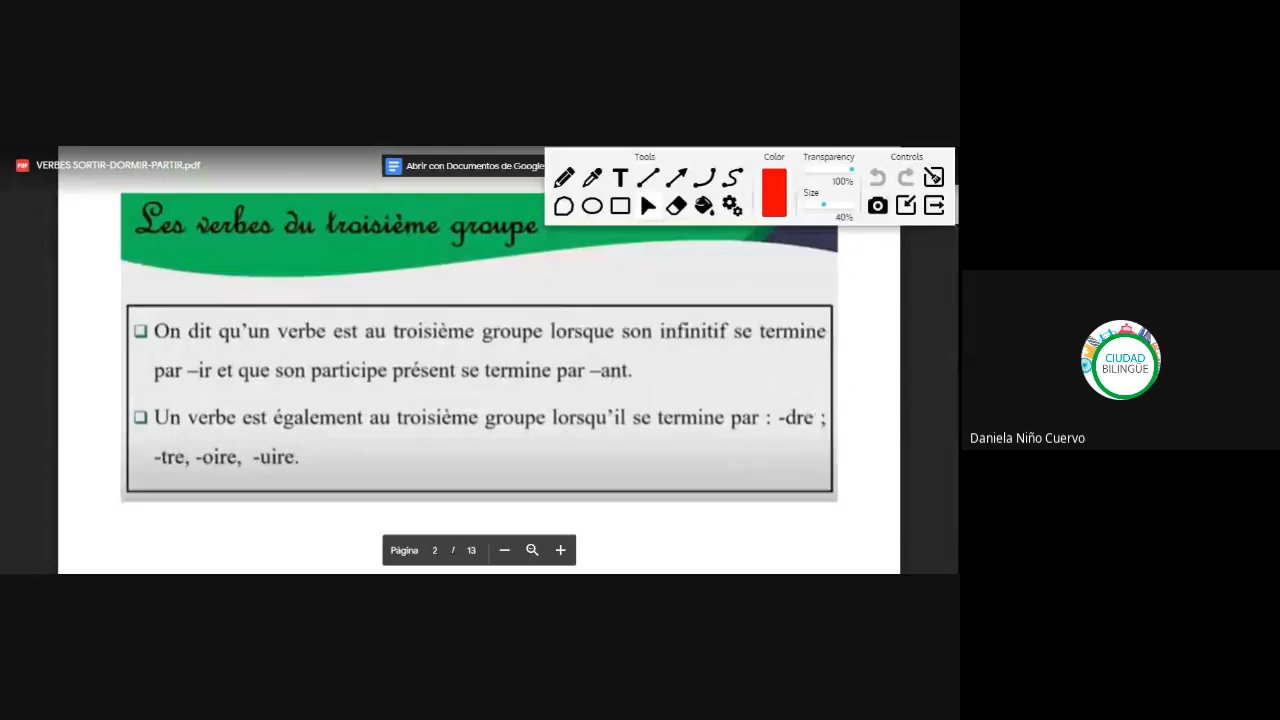 Tools
Color
Transparency
Controls
VERBES SORTIR-DORMIR-PARTIR.pdf
Abrir con Documentos de Google
100%
Size
40%
Les verbes du troisième groupe
On dit qu'un verbe est au troisième groupe lorsque son infinitif se termine
par –ir et que son participe présent se termine par –ant.
Un verbe est également au troisième groupe lorsqu'il se termine par : -dre ;
-tre, -oire, -uire.
Página 2 / 13
CIUDAD
BILINGÜE
Daniela Niño Cuervo